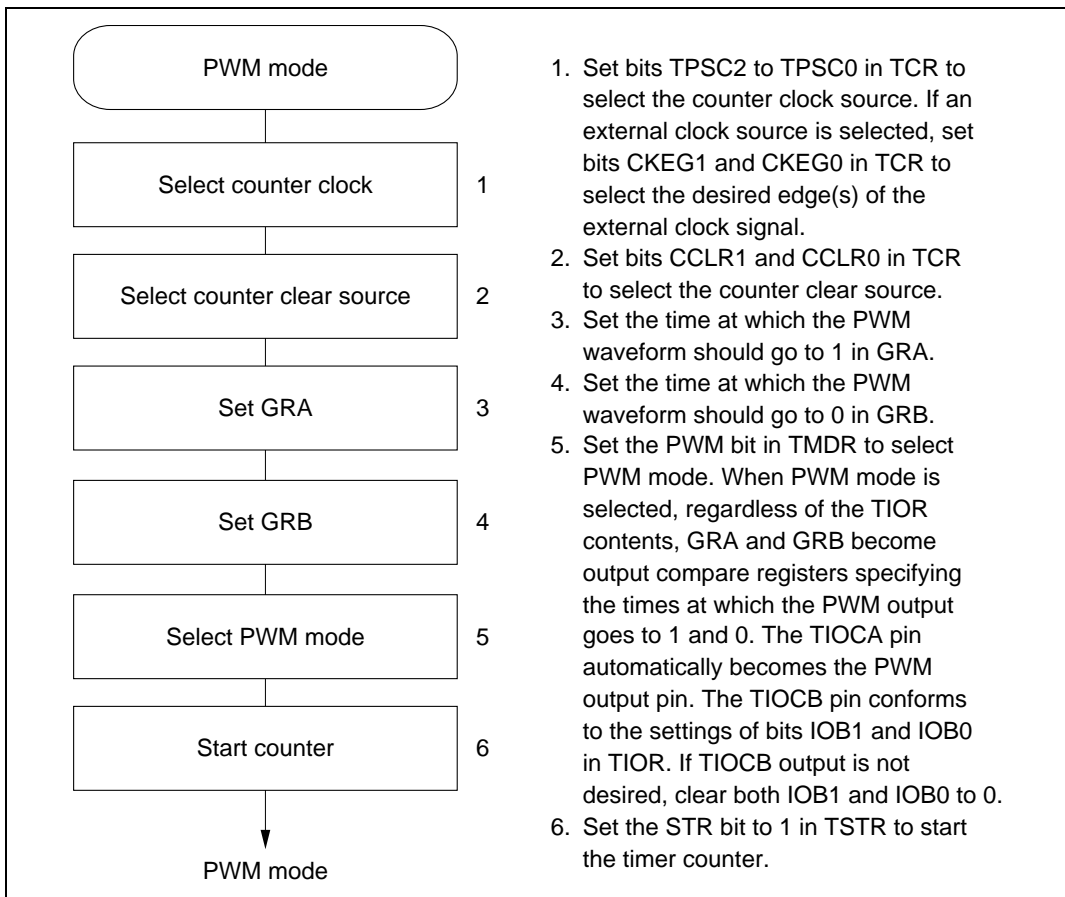 PWM mode
Select counter clock 1
Select counter clear source 2
Set GRA 3
Set GRB 4
Select PWM mode 5
Start counter 6
PWM mode
1. Set bits TPSC2 to TPSC0 in TCR to
select the counter clock source. If an
external clock source is selected, set
bits CKEG1 and CKEG0 in TCR to
select the desired edge(s) of the
external clock signal.
2. Set bits CCLR1 and CCLR0 in TCR
to select the counter clear source.
3. Set the time at which the PWM
waveform should go to 1 in GRA.
4. Set the time at which the PWM
waveform should go to 0 in GRB.
5. Set the PWM bit in TMDR to select
PWM mode. When PWM mode is
selected, regardless of the TIOR
contents, GRA and GRB become
output compare registers specifying
the times at which the PWM output
goes to 1 and 0. The TIOCA pin
automatically becomes the PWM
output pin. The TIOCB pin conforms
to the settings of bits IOB1 and IOB0
in TIOR. If TIOCB output is not
desired, clear both IOB1 and IOB0 to 0.
6. Set the STR bit to 1 in TSTR to start
the timer counter.